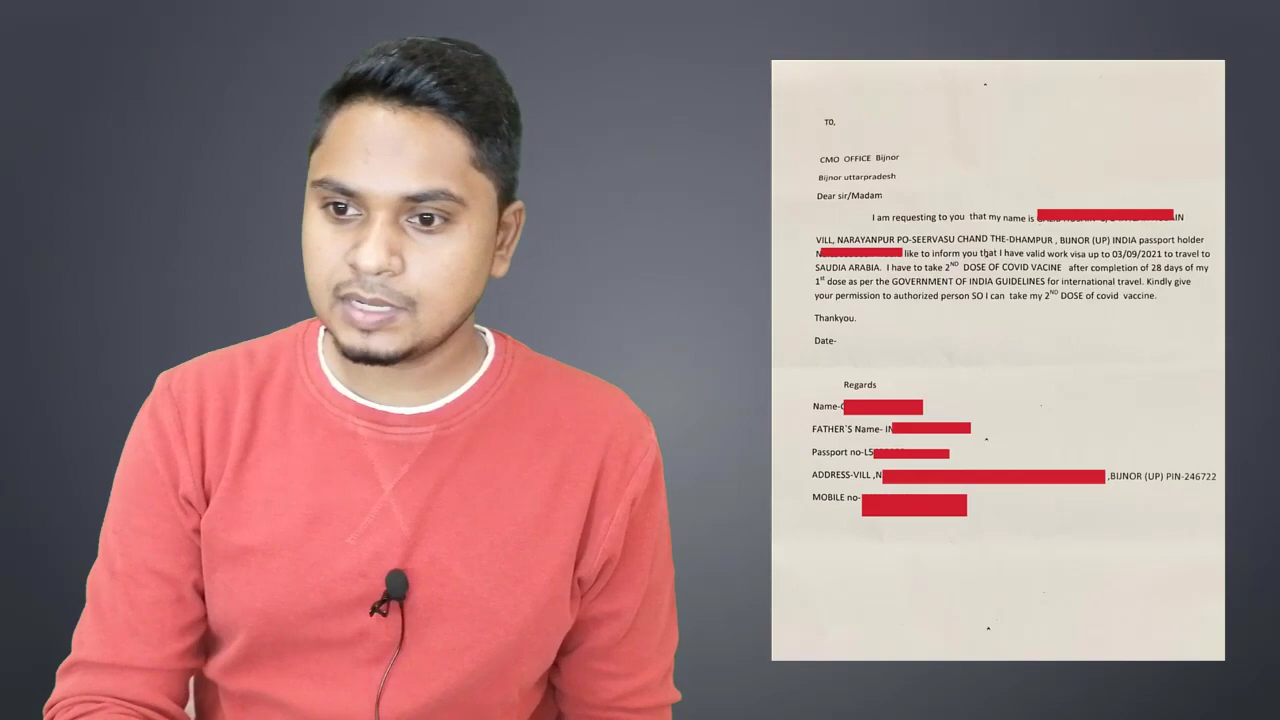 TO,
CMO OFFICE Bijnor
Bijnor uttarpradesh
Dear sir/Madam
I am requesting to you that my name is IN
VILL, NARAYANPUR PO-SEERVASU CHAND THE-DHAMPUR , BIJNOR (UP) INDIA passport holder
like to inform you that I have valid work visa up to 03/09/2021 to travel to
SAUDIA ARABIA. I have to take 2ND DOSE OF COVID VACINE after completion of 28 days of my
1st dose as per the GOVERNMENT OF INDIA GUIDELINES for international travel. Kindly give
your permission to authorized person SO I can take my 2ND DOSE of covid vaccine.
Thankyou.
Date-
Regards
Name-
FATHER'S Name- IN
Passport no-L5
ADDRESS-VILL ,N ,BIJNOR (UP) PIN-246722
MOBILE no-